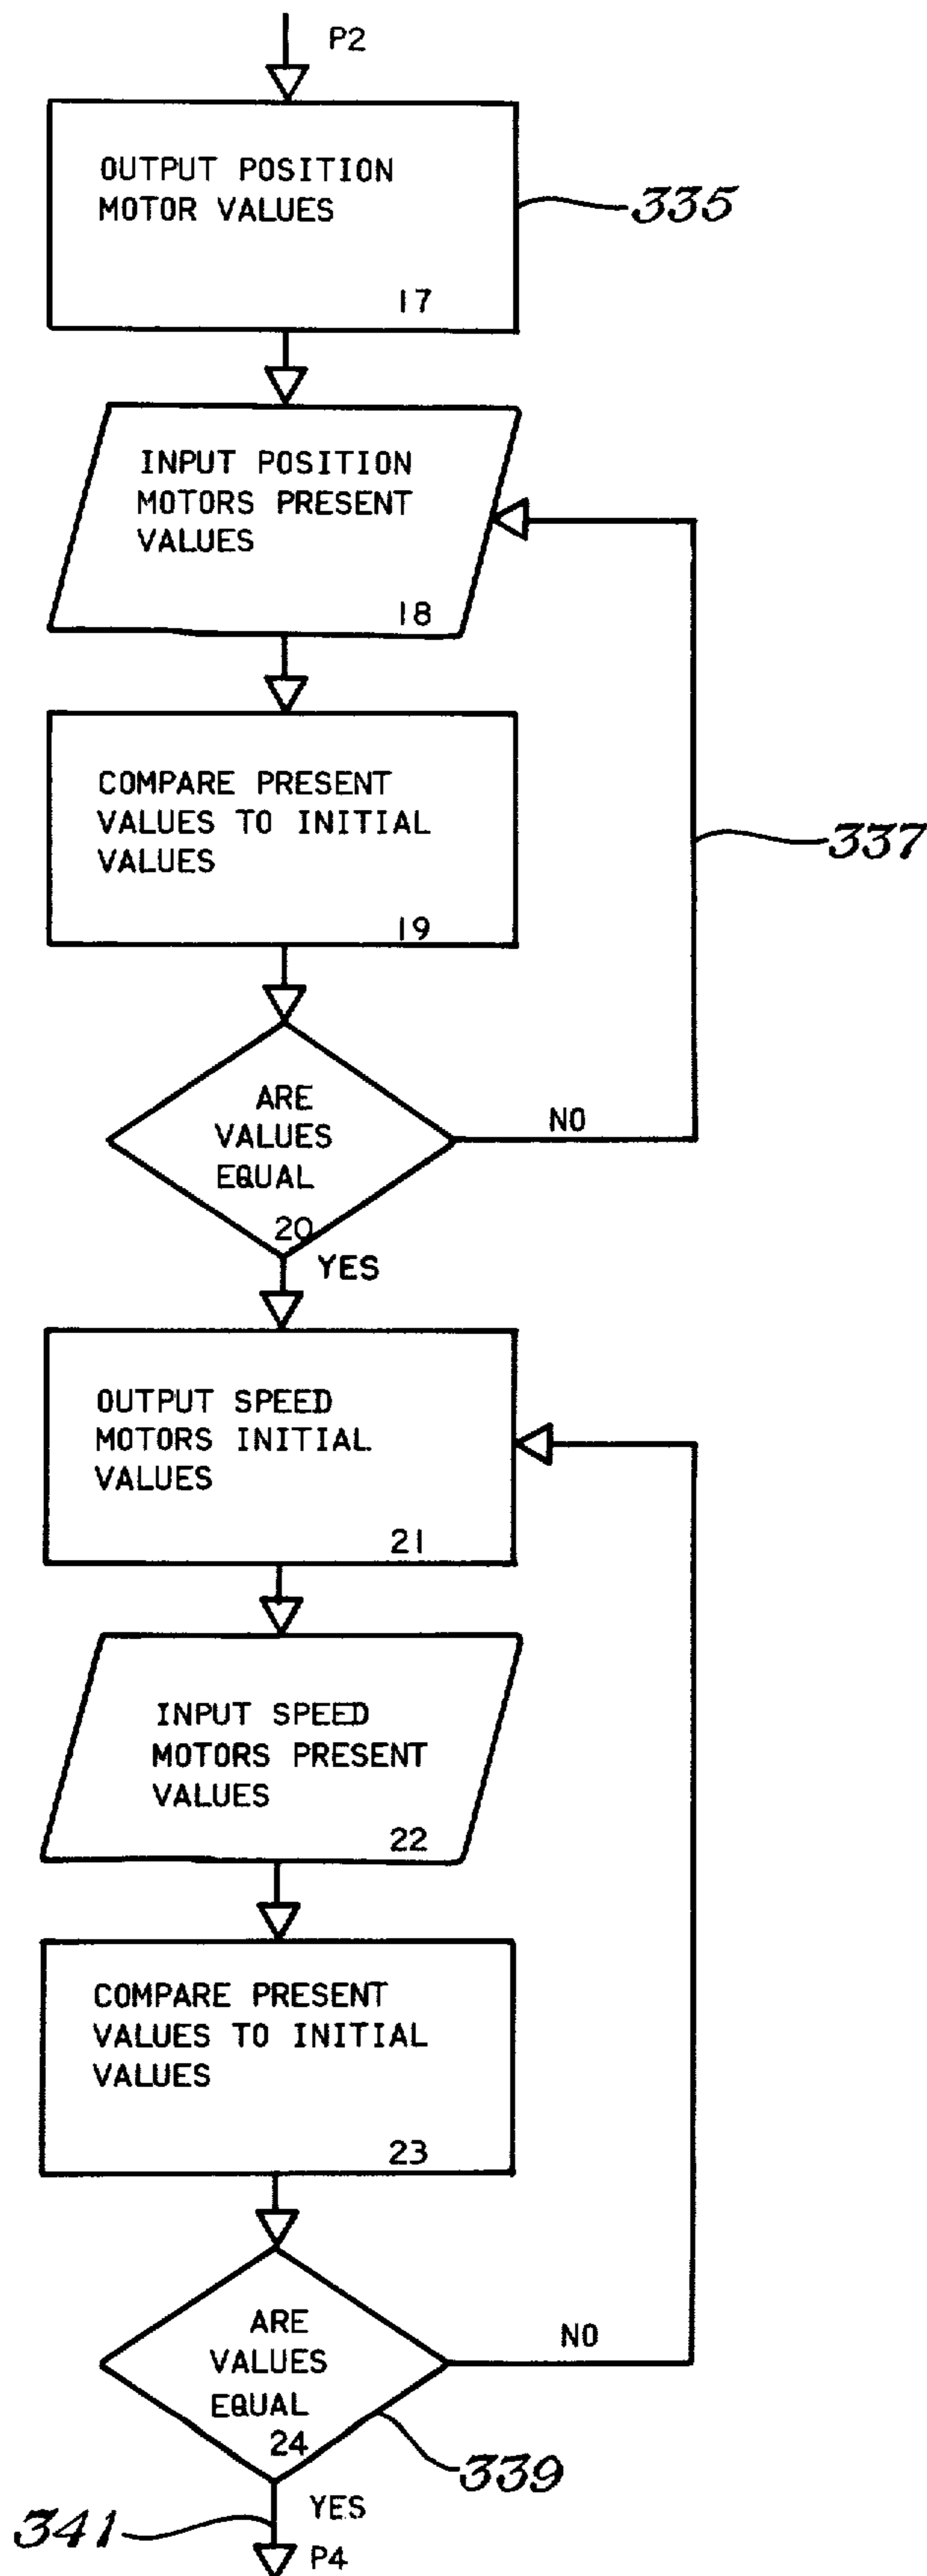 P2
OUTPUT POSITION
MOTOR VALUES
335
17
INPUT POSITION
MOTORS PRESENT
VALUES
18
COMPARE PRESENT
VALUES TO INITIAL
VALUES
337
19
ARE
VALUES
EQUAL
NO
20
YES
OUTPUT SPEED
MOTORS INITIAL
VALUES
21
INPUT SPEED
MOTORS PRESENT
VALUES
22
COMPARE PRESENT
VALUES TO INITIAL
VALUES
23
ARE
VALUES
EQUAL
NO
24
339
YES
341
P4